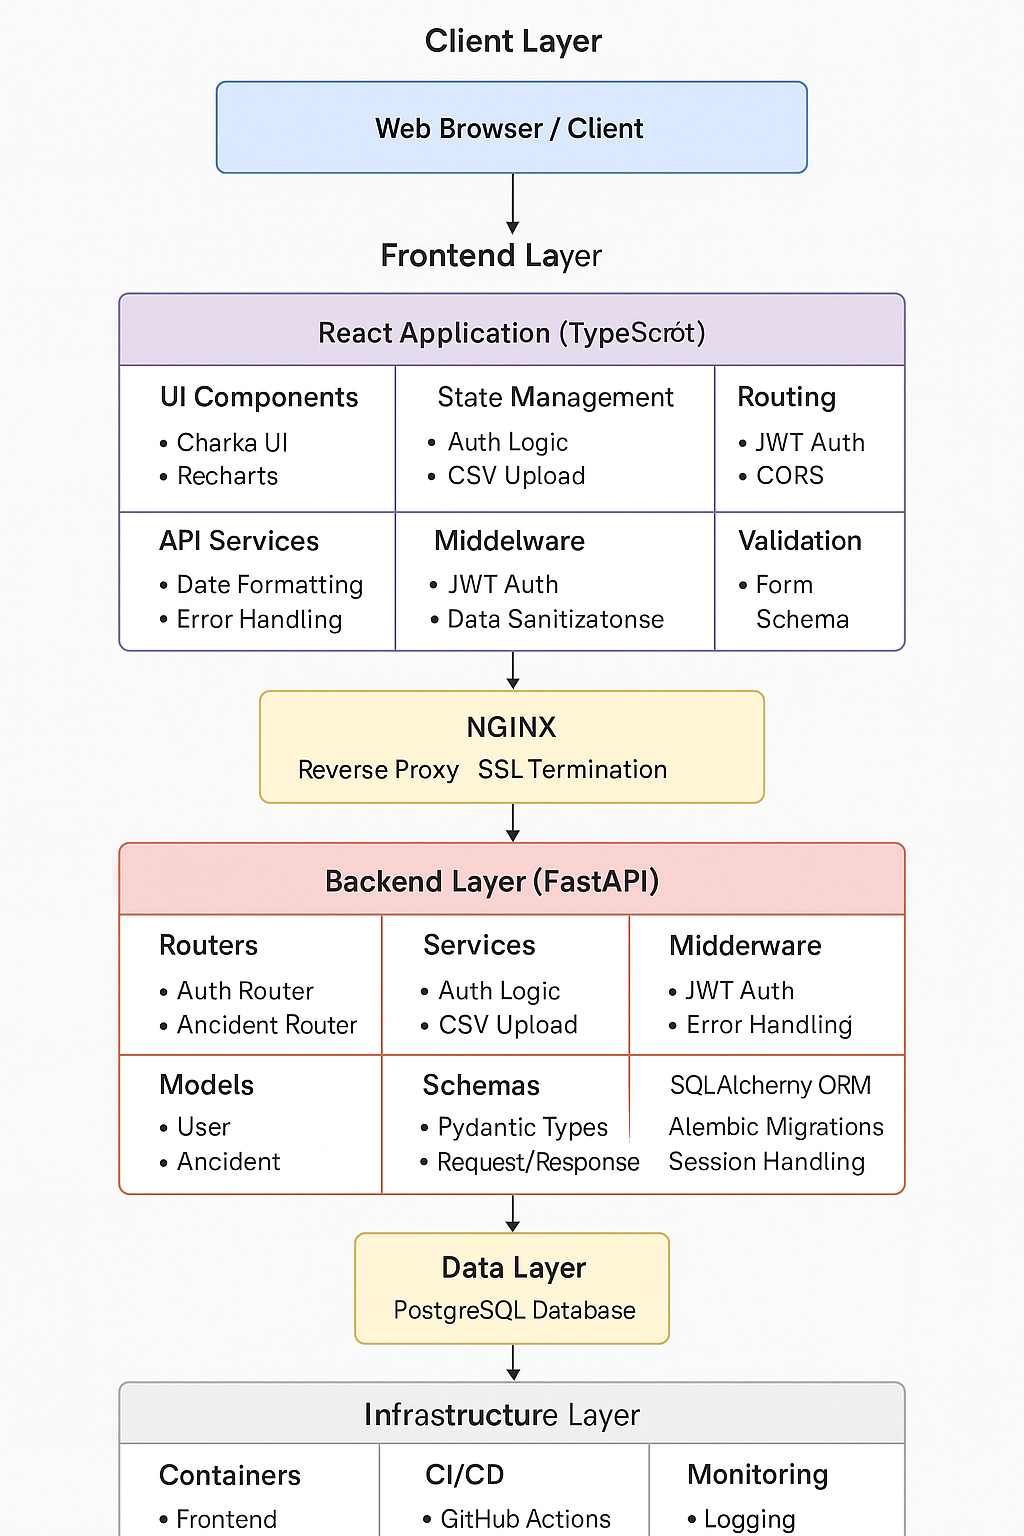 Client Layer
Web Browser / Client
Frontend Layer
React Application (TypeScrót)
UI Components
• Charka UI
• Recharts
State Management
• Auth Logic
• CSV Upload
Routing
• JWT Auth
• CORS
API Services
• Date Formatting
• Error Handling
Middelware
• JWT Auth
• Data Sanitizatonse
Validation
• Form
Schema
NGINX
Reverse Proxy SSL Termination
Backend Layer (FastAPI)
Routers
• Auth Router
• Ancident Router
Services
• Auth Logic
• CSV Upload
Midderware
• JWT Auth
• Error Handling
Models
• User
• Ancident
Schemas
• Pydantic Types
• Request/Response
SQLAlcherny ORM
Alembic Migrations
Session Handling
Data Layer
PostgreSQL Database
Infrastructure Layer
Containers
• Frontend
CI/CD
• GitHub Actions
Monitoring
• Logging